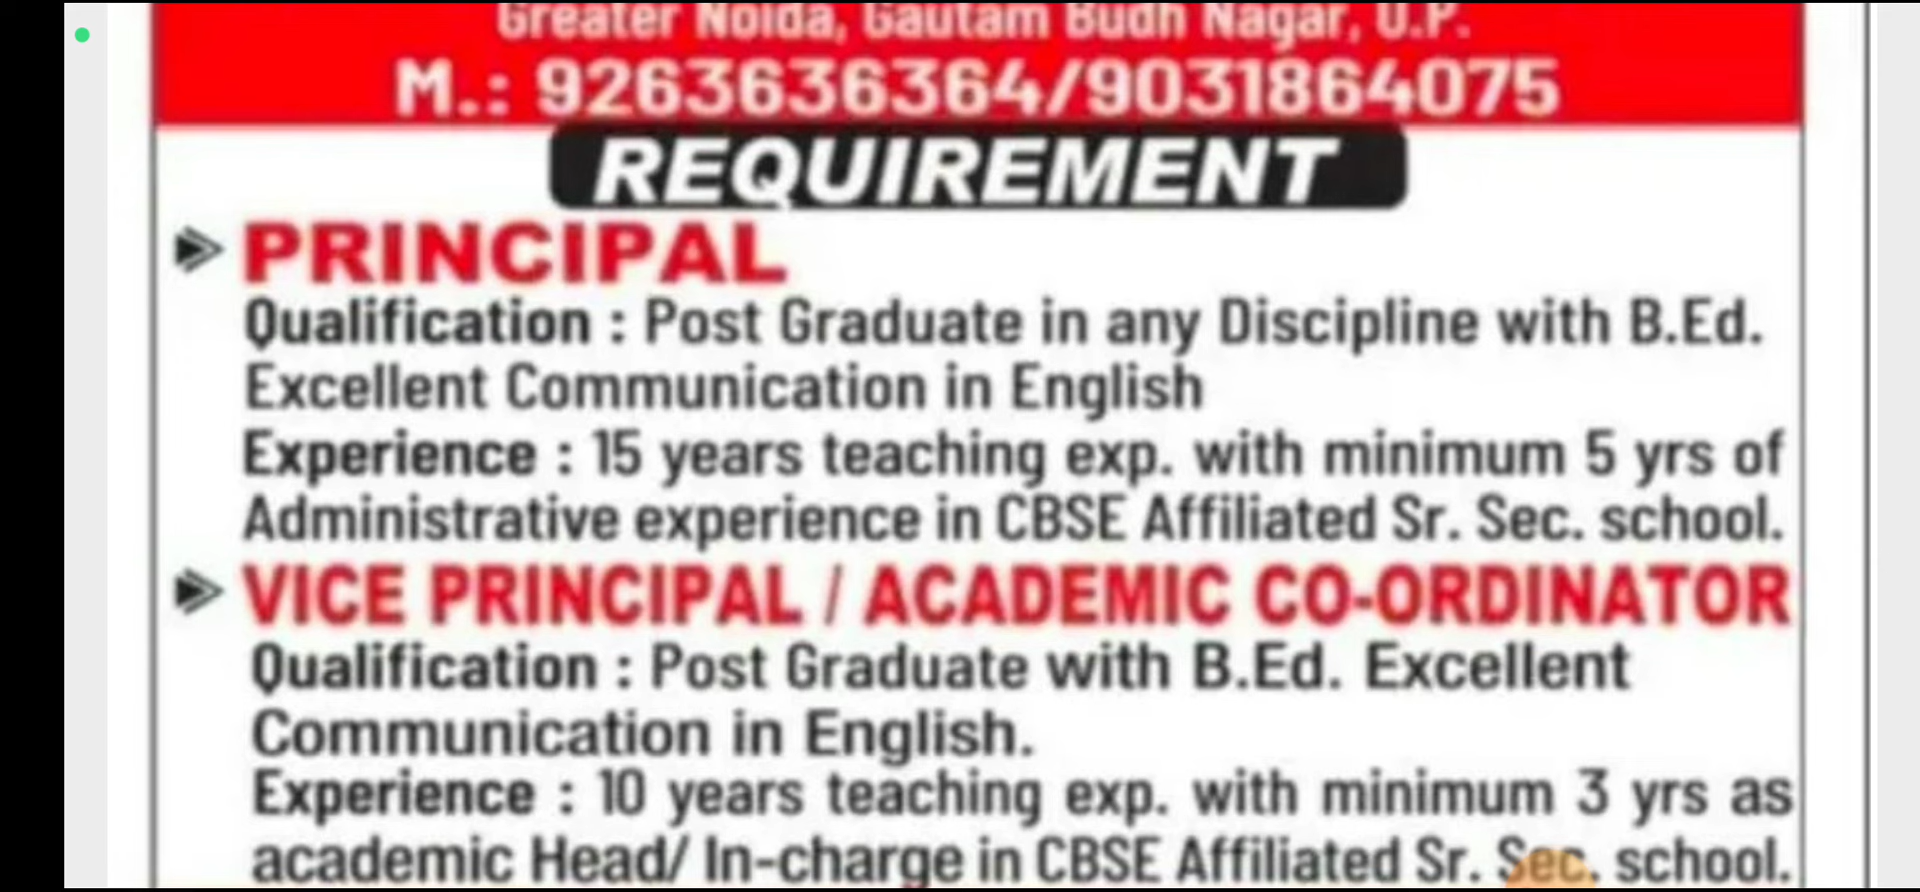 Greater Noida, Gautam Budh Nagar, U.P.
M.: 9263636364/9031864075
REQUIREMENT
PRINCIPAL
Qualification : Post Graduate in any Discipline with B.Ed.
Excellent Communication in English
Experience : 15 years teaching exp. with minimum 5 yrs of
Administrative experience in CBSE Affiliated Sr. Sec. school.
VICE PRINCIPAL / ACADEMIC CO-ORDINATOR
Qualification : Post Graduate with B.Ed. Excellent
Communication in English.
Experience : 10 years teaching exp. with minimum 3 yrs as
academic Head/ In-charge in CBSE Affiliated Sr. Sec. school.